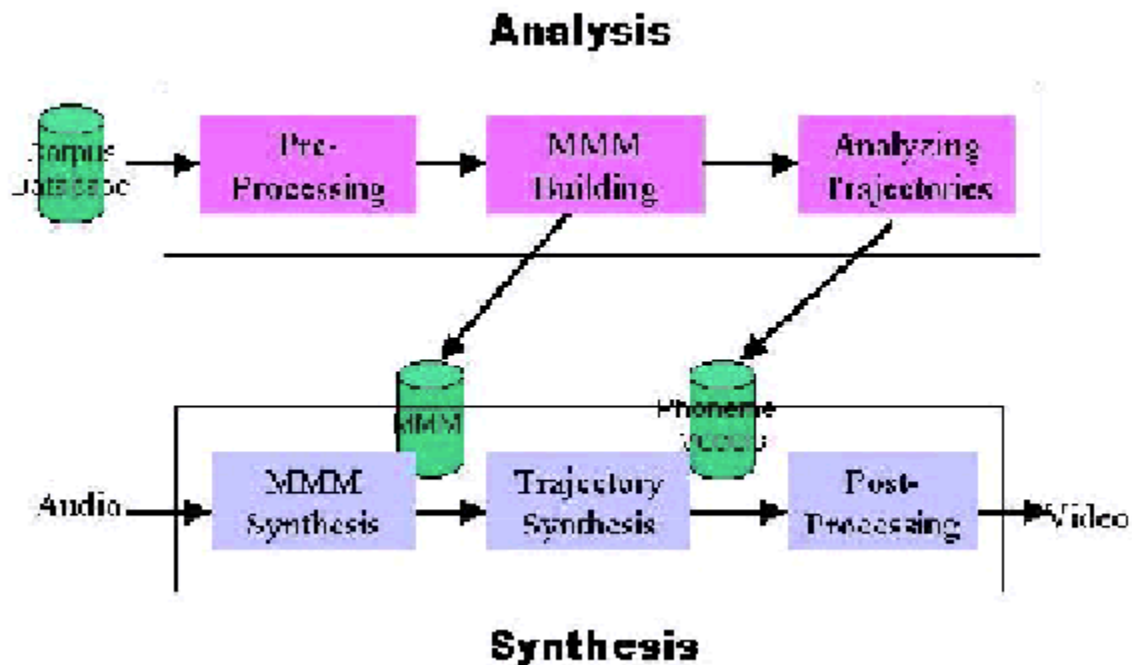 Analysis
Corpus
Database
Pre-
Processing
MMM
Building
Analyzing
Trajectories
MMM
Phoneme
Audio
MMM
Synthesis
Trajectory
Synthesis
Post-
Processing
Video
Synthesis